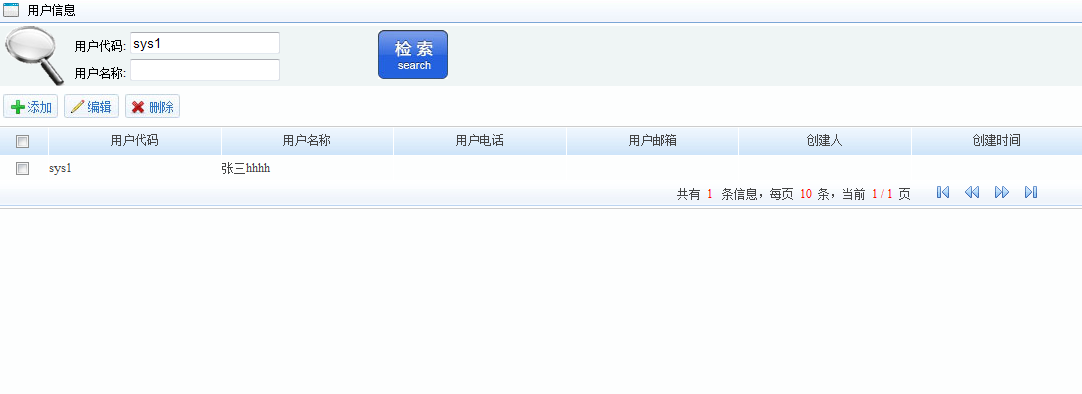 用户信息
用户代码: sys1
用户名称:
检 索
search
添加 编辑 删除
用户代码 用户名称 用户电话 用户邮箱 创建人 创建时间
sys1 张三hhhh
共有 1 条信息，每页 10 条，当前 1 / 1 页